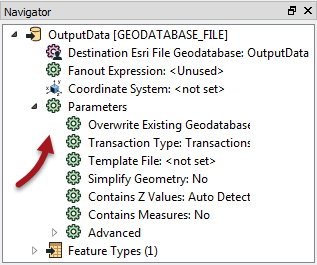 Navigator
OutputData [GEODATABASE_FILE]
Destination Esri File Geodatabase: OutputData
Fanout Expression: <Unused>
Coordinate System: <not set>
Parameters
Overwrite Existing Geodatabase
Transaction Type: Transactions
Template File: <not set>
Simplify Geometry: No
Contains Z Values: Auto Detect
Contains Measures: No
Advanced
Feature Types (1)